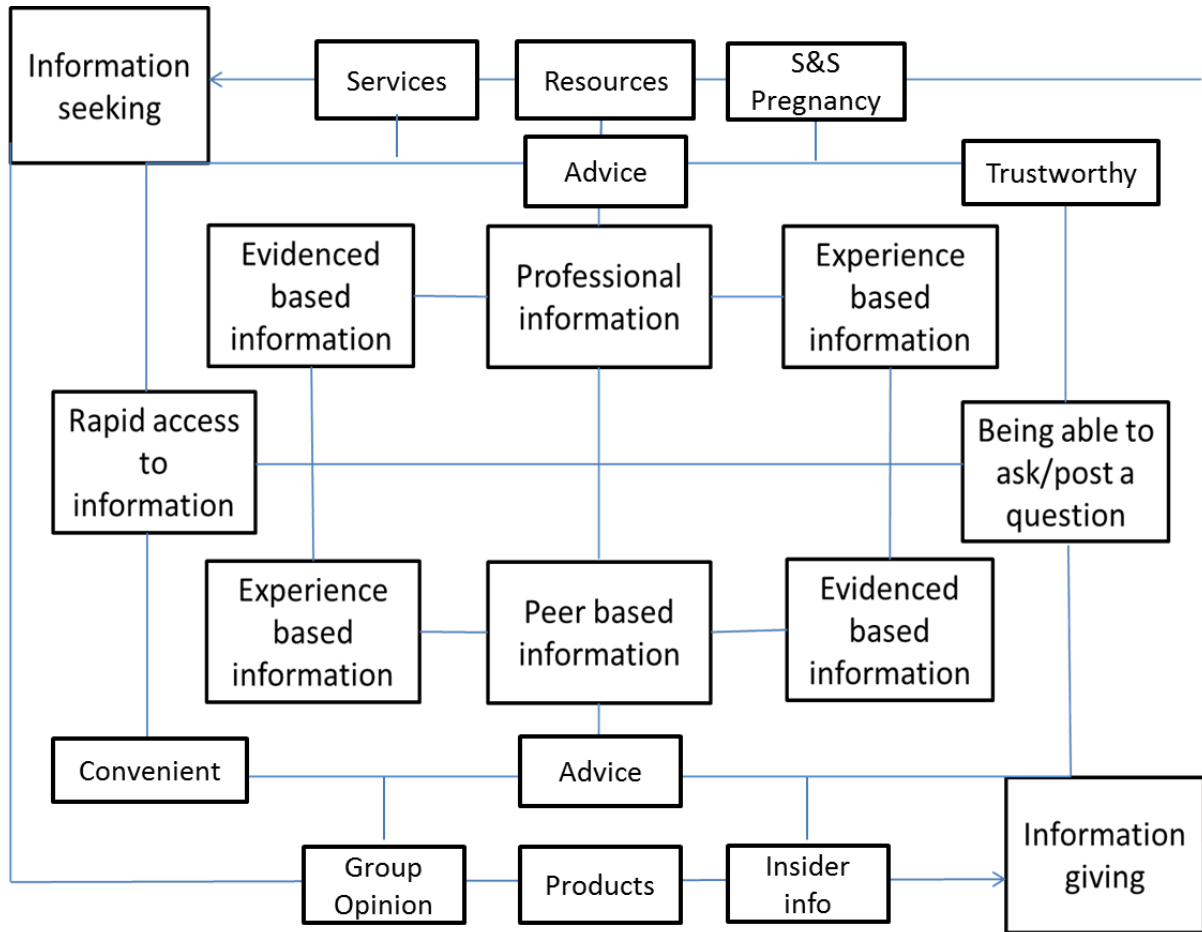 Information
seeking
Services
Resources
S&S
Pregnancy
Advice
Trustworthy
Evidenced
based
information
Professional
information
Experience
based
information
Rapid access
to
information
Being able to
ask/post a
question
Experience
based
information
Peer based
information
Evidenced
based
information
Convenient
Advice
Group
Opinion
Products
Insider
info
Information
giving